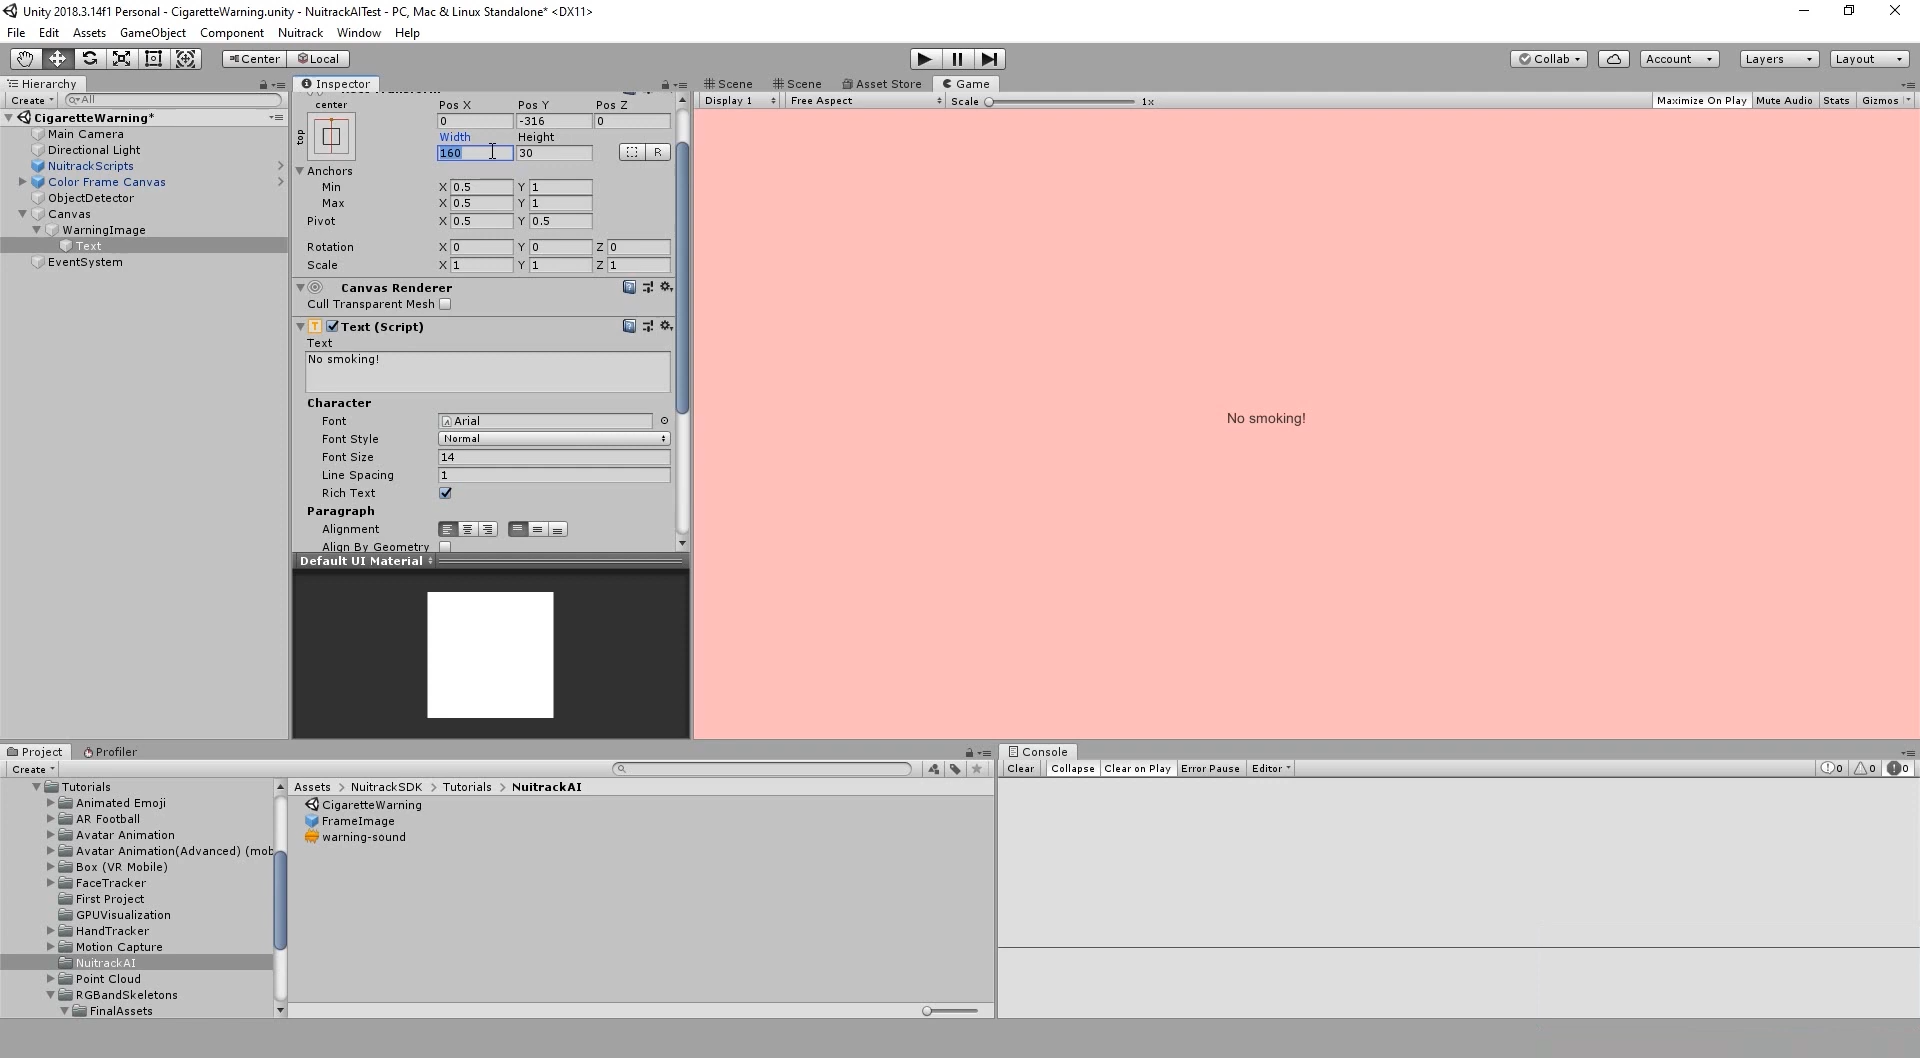 Unity 2018.3.14f1 Personal - CigaretteWarning.unity - NuitrackAITest - PC, Mac & Linux Standalone* <DX11>
File Edit Assets GameObject Component Nuitrack Window Help
Center Local Collab Account Layers Layout
Hierarchy
Create All
CigaretteWarning*
Main Camera
Directional Light
NuitrackScripts
Color Frame Canvas
ObjectDetector
Canvas
WarningImage
Text
EventSystem
Inspector
center Pos X Pos Y Pos Z
top
0 -316 0
Width Height
160 30 R
Anchors
Min X 0.5 Y 1
Max X 0.5 Y 1
Pivot X 0.5 Y 0.5
Rotation X 0 Y 0 Z 0
Scale X 1 Y 1 Z 1
Canvas Renderer
Cull Transparent Mesh
Text (Script)
Text
No smoking!
Character
Font Arial
Font Style Normal
Font Size 14
Line Spacing 1
Rich Text
Paragraph
Alignment
Align By Geometry
Default UI Material
Scene Scene Asset Store Game
Display 1 Free Aspect Scale 1x Maximize On Play Mute Audio Stats Gizmos
No smoking!
Project Profiler
Create
Tutorials
Animated Emoji
AR Football
Avatar Animation
Avatar Animation(Advanced) (mob
Box (VR Mobile)
FaceTracker
First Project
GPUVisualization
HandTracker
Motion Capture
NuitrackAI
Point Cloud
RGBandSkeletons
FinalAssets
Assets > NuitrackSDK > Tutorials > NuitrackAI
CigaretteWarning
FrameImage
warning-sound
Console
Clear Collapse Clear on Play Error Pause Editor 0 0 0